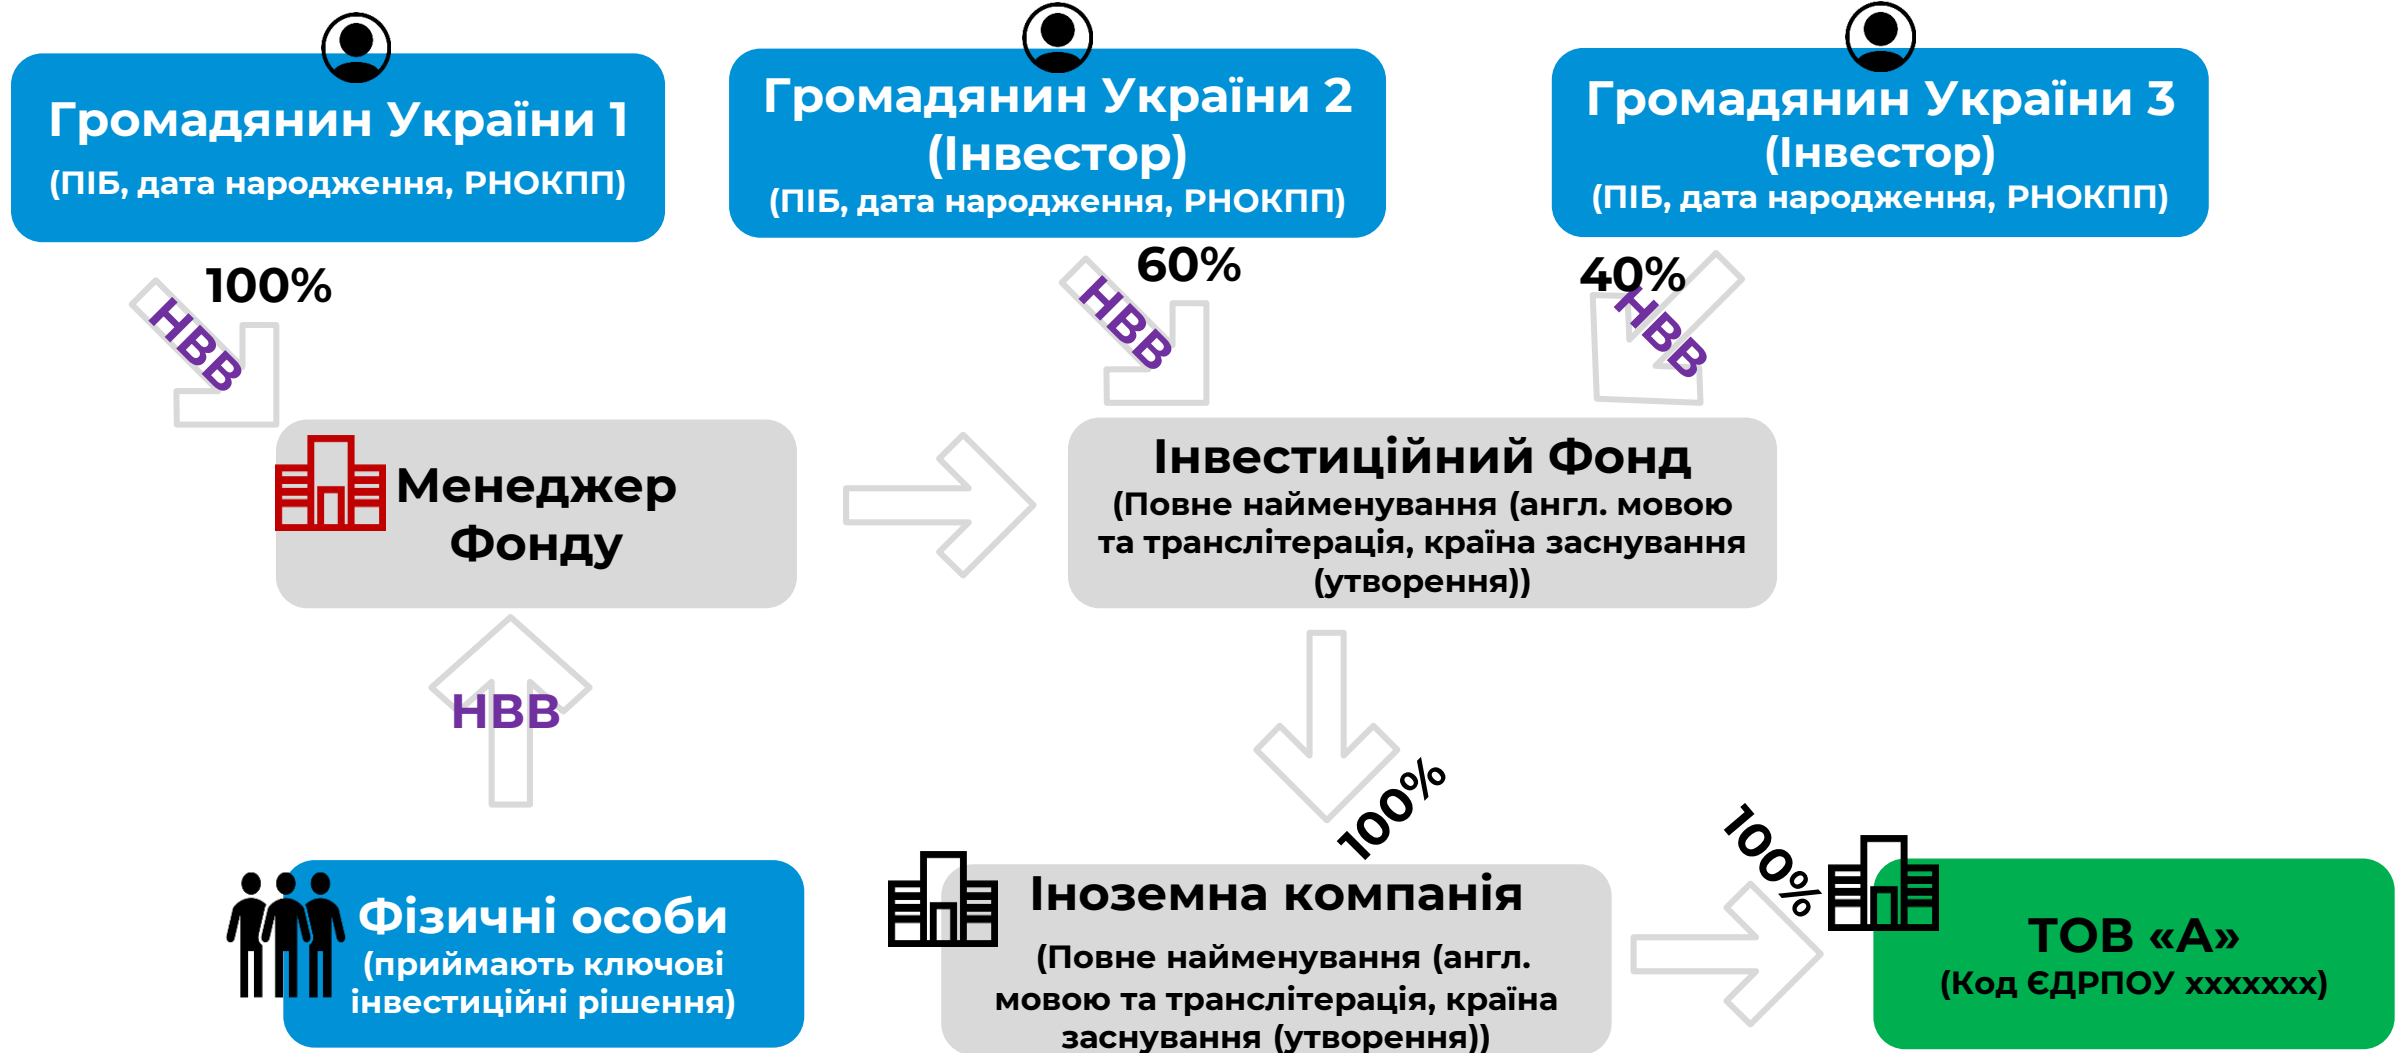 Громадянин України 1
(ПІБ, дата народження, РНОКПП)
Громадянин України 2
(Інвестор)
(ПІБ, дата народження, РНОКПП)
Громадянин України 3
(Інвестор)
(ПІБ, дата народження, РНОКПП)
100%
НВВ
60%
НВВ
40%
НВВ
Менеджер
Фонду
Інвестиційний Фонд
(Повне найменування (англ. мовою
та транслітерація, країна заснування
(утворення))
НВВ
100%
100%
Фізичні особи
(приймають ключові
інвестиційні рішення)
Іноземна компанія
(Повне найменування (англ.
мовою та транслітерація, країна
заснування (утворення))
ТОВ «А»
(Код ЄДРПОУ ххххххх)